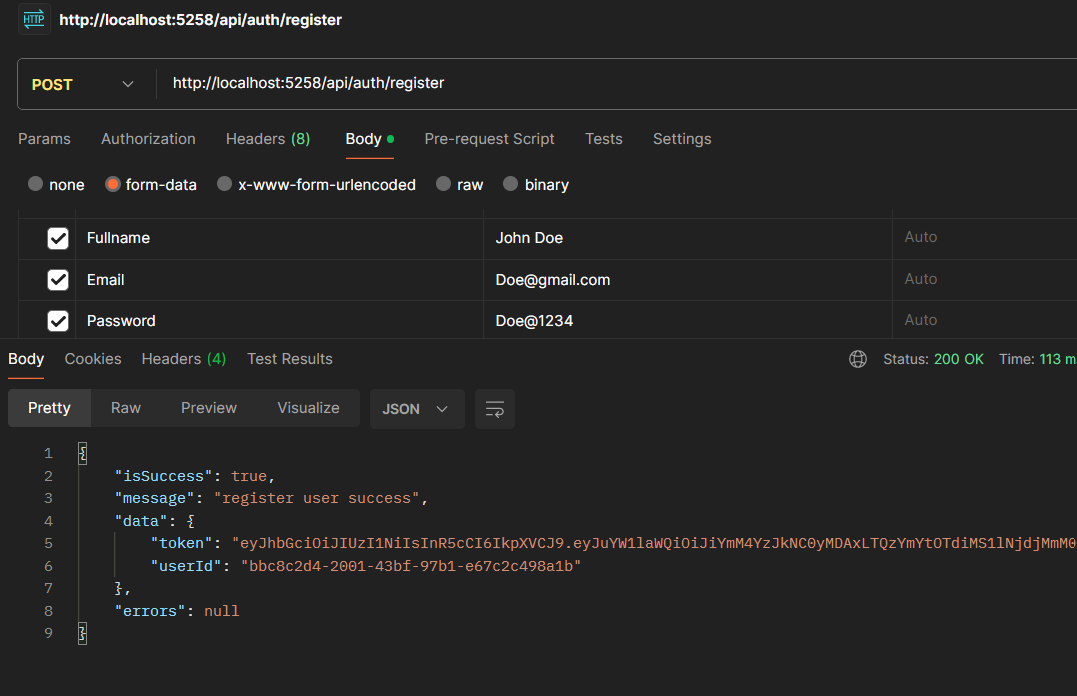 HTTP http://localhost:5258/api/auth/register
POST http://localhost:5258/api/auth/register
Params Authorization Headers (8) Body Pre-request Script Tests Settings
none form-data x-www-form-urlencoded raw binary
Fullname John Doe Auto
Email Doe@gmail.com Auto
Password Doe@1234 Auto
Body Cookies Headers (4) Test Results Status: 200 OK Time: 113 m
Pretty Raw Preview Visualize JSON
1 {
2 "isSuccess": true,
3 "message": "register user success",
4 "data": {
5 "token": "eyJhbGciOiJIUzI1NiIsInR5cCI6IkpXVCJ9.eyJuYW1laWQiOiJiYmM4YzJkNC0yMDAxLTQzYmYtOTdiMS1lNjdjMmM0
6 "userId": "bbc8c2d4-2001-43bf-97b1-e67c2c498a1b"
7 },
8 "errors": null
9 }